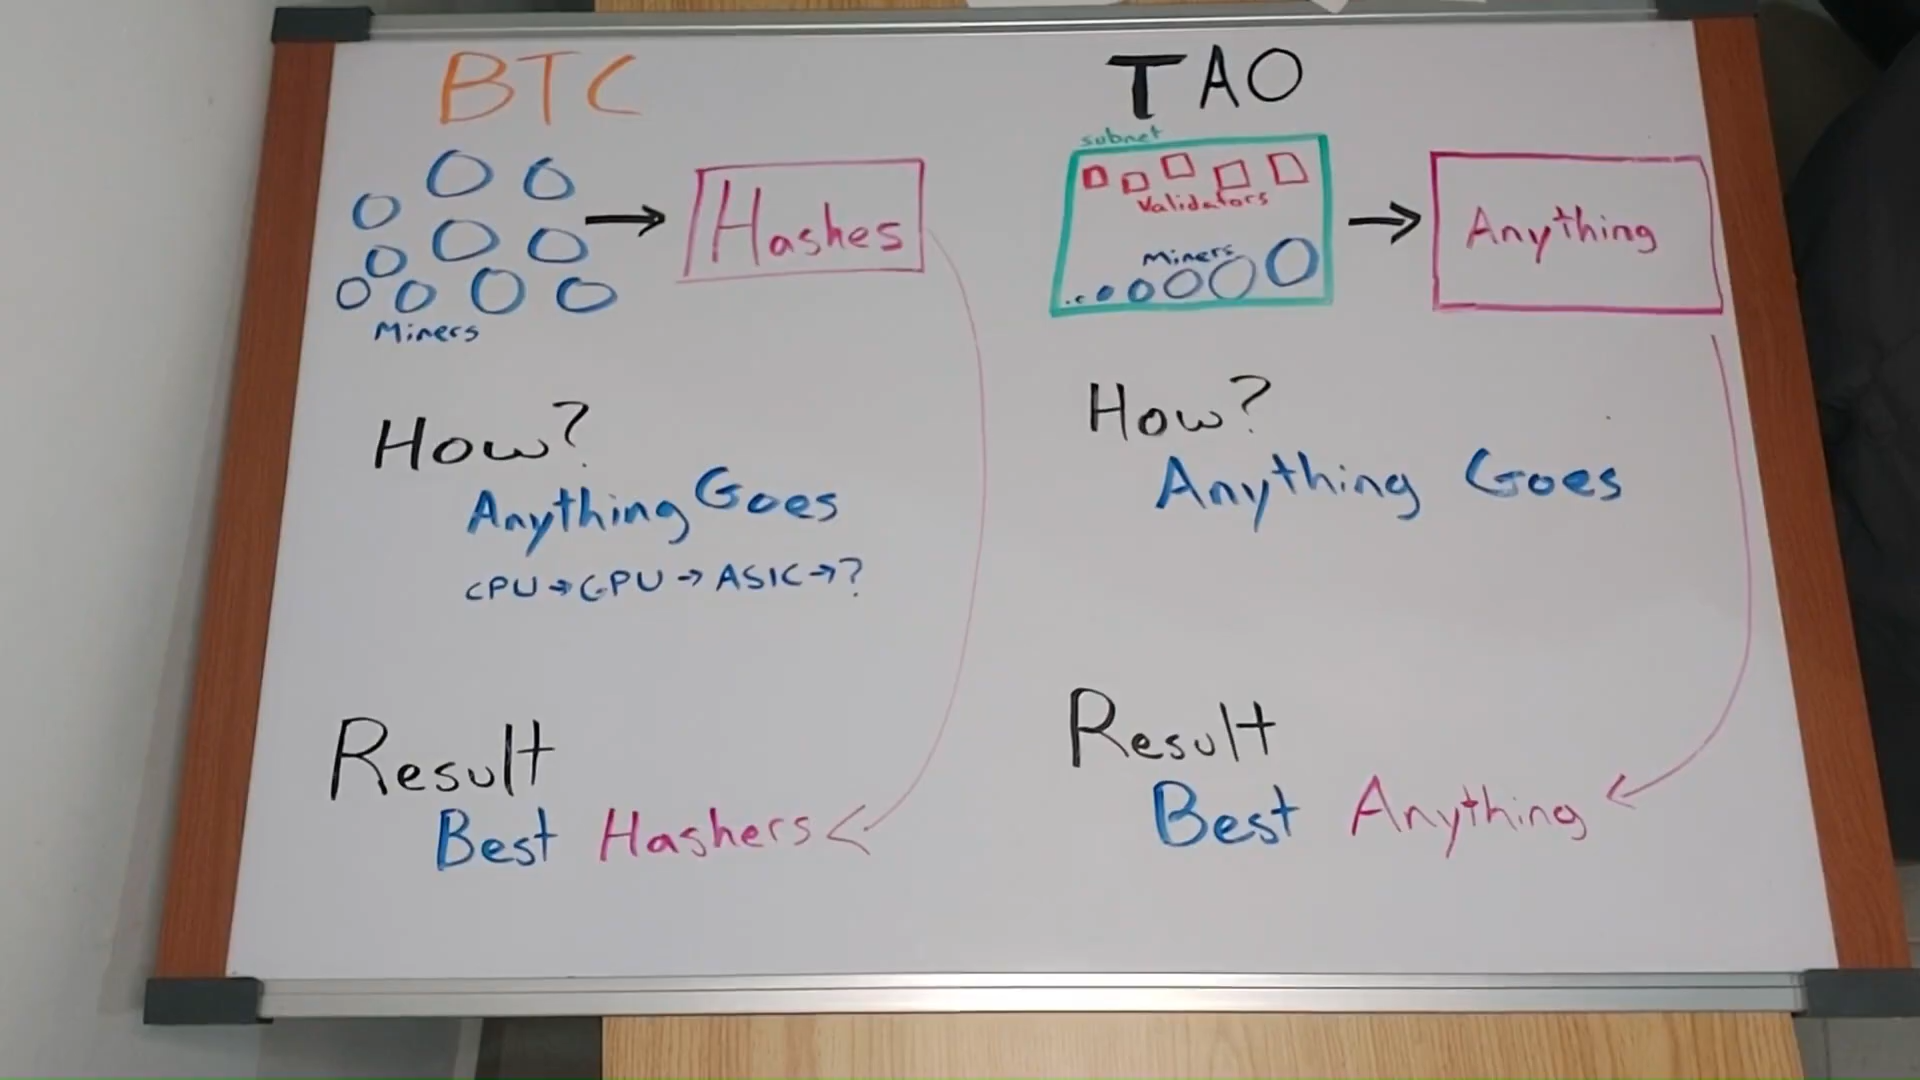 BTC
Hashes
Miners
How?
Anything Goes
CPU → GPU → ASIC → ?
Result
Best Hashers
TAO
subnet
Validators
Miners
Anything
How?
Anything Goes
Result
Best Anything